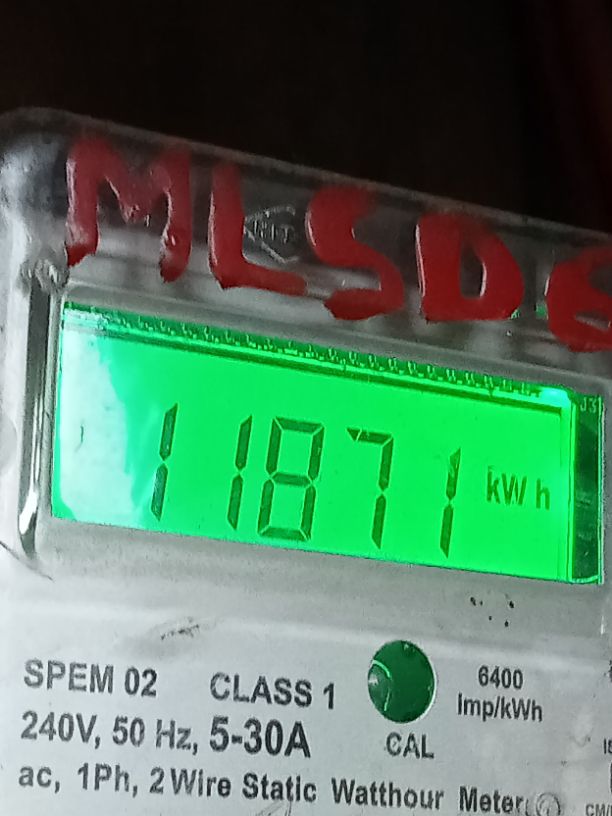 MLSD
11871 kWh
SPEM 02 CLASS 1
6400
Imp/kWh
240V, 50 Hz, 5-30A
CAL
ac, 1Ph, 2 Wire Static Watthour Meter